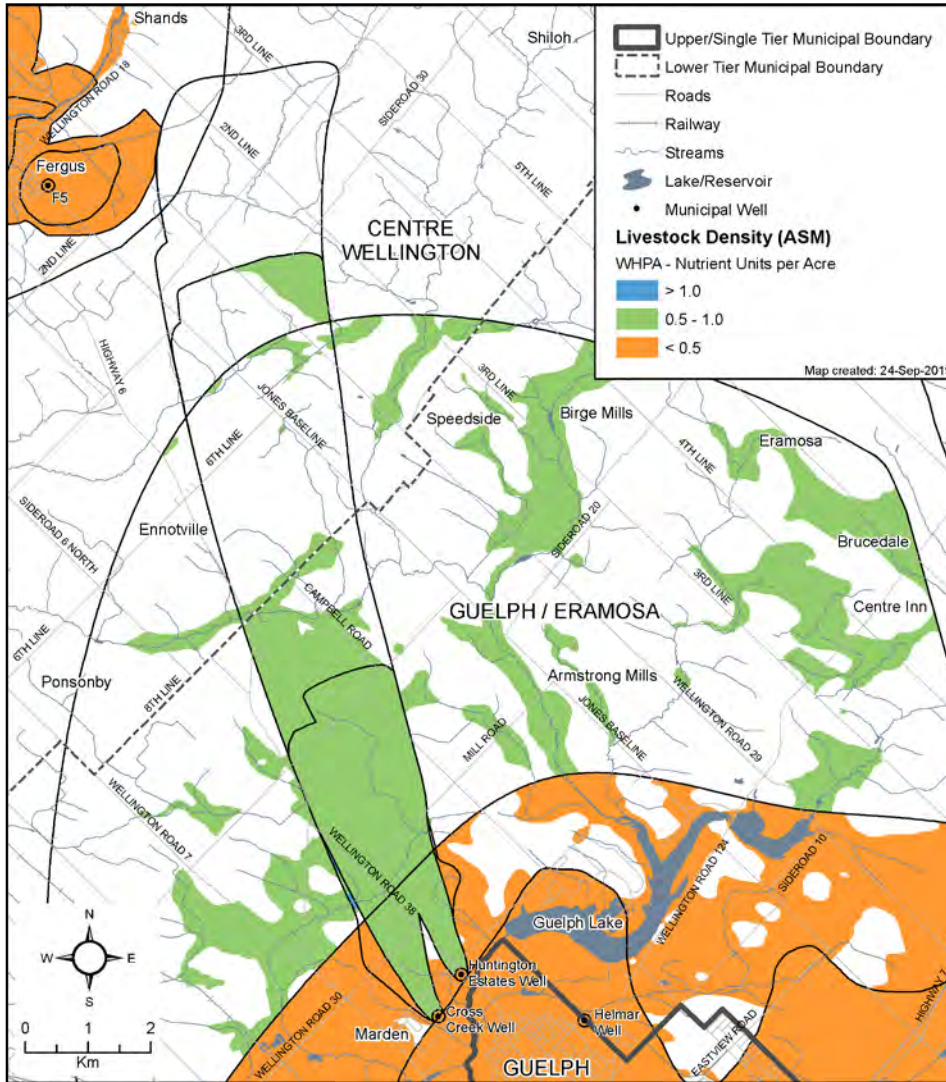 Shands
WELLINGTON ROAD 18
Fergus
F5
2ND LINE
3RD LINE
2ND LINE
SIDEROAD 30
Shiloh
5TH LINE
CENTRE
WELLINGTON
HIGHWAY 6
JONES BASELINE
6TH LINE
3RD LINE
Speedside
Birge Mills
4TH LINE
Eramosa
SIDEROAD 6 NORTH
Ennotville
SIDEROAD 20
Brucedale
3RD LINE
Centre Inn
CAMPBELL ROAD
GUELPH / ERAMOSA
6TH LINE
Ponsonby
8TH LINE
Armstrong Mills
WELLINGTON ROAD 29
JONES BASELINE
MILL ROAD
WELLINGTON ROAD 7
WELLINGTON ROAD 38
WELLINGTON ROAD 124
SIDEROAD 10
Guelph Lake
Huntington
Estates Well
Cross
Creek Well
Helmar
Well
Marden
WELLINGTON ROAD 30
EASTVIEW ROAD
HIGHWAY 7
GUELPH
N
W E
S
0 1 2
Km
Upper/Single Tier Municipal Boundary
Lower Tier Municipal Boundary
Roads
Railway
Streams
Lake/Reservoir
Municipal Well
Livestock Density (ASM)
WHPA - Nutrient Units per Acre
> 1.0
0.5 - 1.0
< 0.5
Map created: 24-Sep-2019